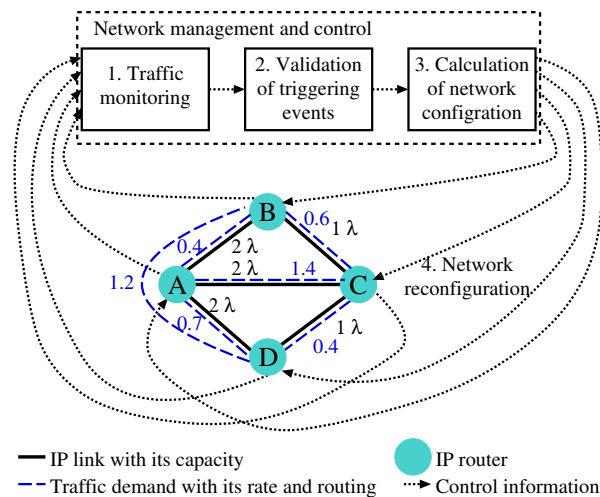 Network management and control
1. Traffic
monitoring
2. Validation
of triggering
events
3. Calculation
of network
configration
B
0.6
1 λ
0.4
2 λ
2 λ
1.4
1.2
A
C
4. Network
reconfiguration
2 λ
0.7
1 λ
0.4
D
IP link with its capacity
IP router
Traffic demand with its rate and routing
Control information